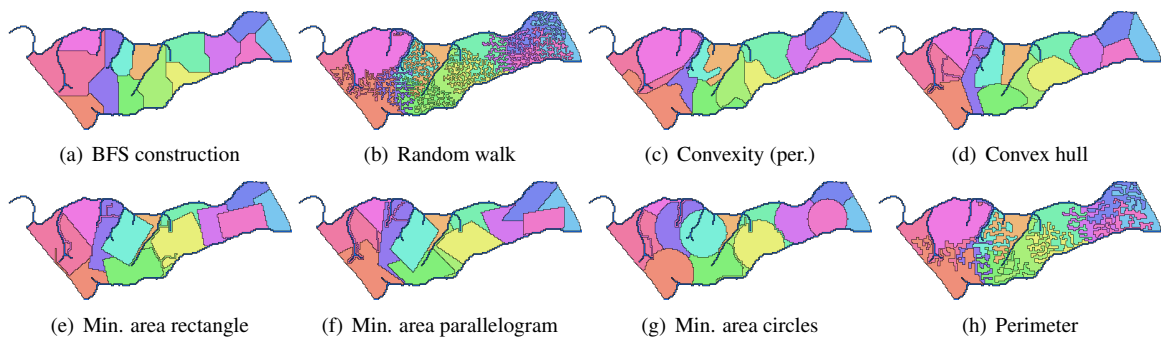 (a) BFS construction
(b) Random walk
(c) Convexity (per.)
(d) Convex hull
(e) Min. area rectangle
(f) Min. area parallelogram
(g) Min. area circles
(h) Perimeter